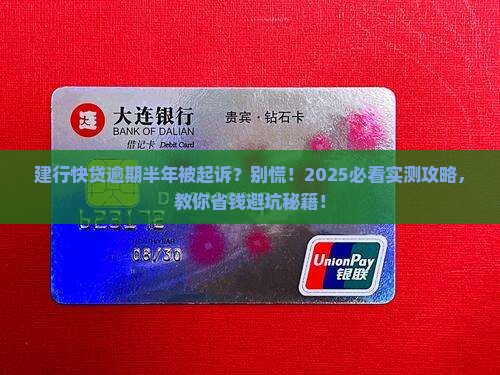 大连银行
BANK OF DALIAN
贵宾·钻石卡
借记卡 Debit Card
建行快贷逾期半年被起诉？别慌！2025必看实测攻略，
教你省钱避坑秘籍！
623172
08/30
UnionPay
银联